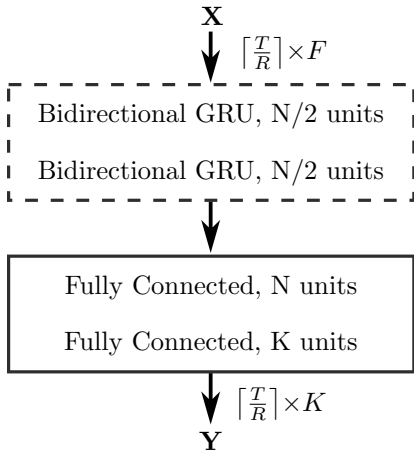 X
⌈T/R⌉×F
Bidirectional GRU, N/2 units
Bidirectional GRU, N/2 units
Fully Connected, N units
Fully Connected, K units
⌈T/R⌉×K
Y